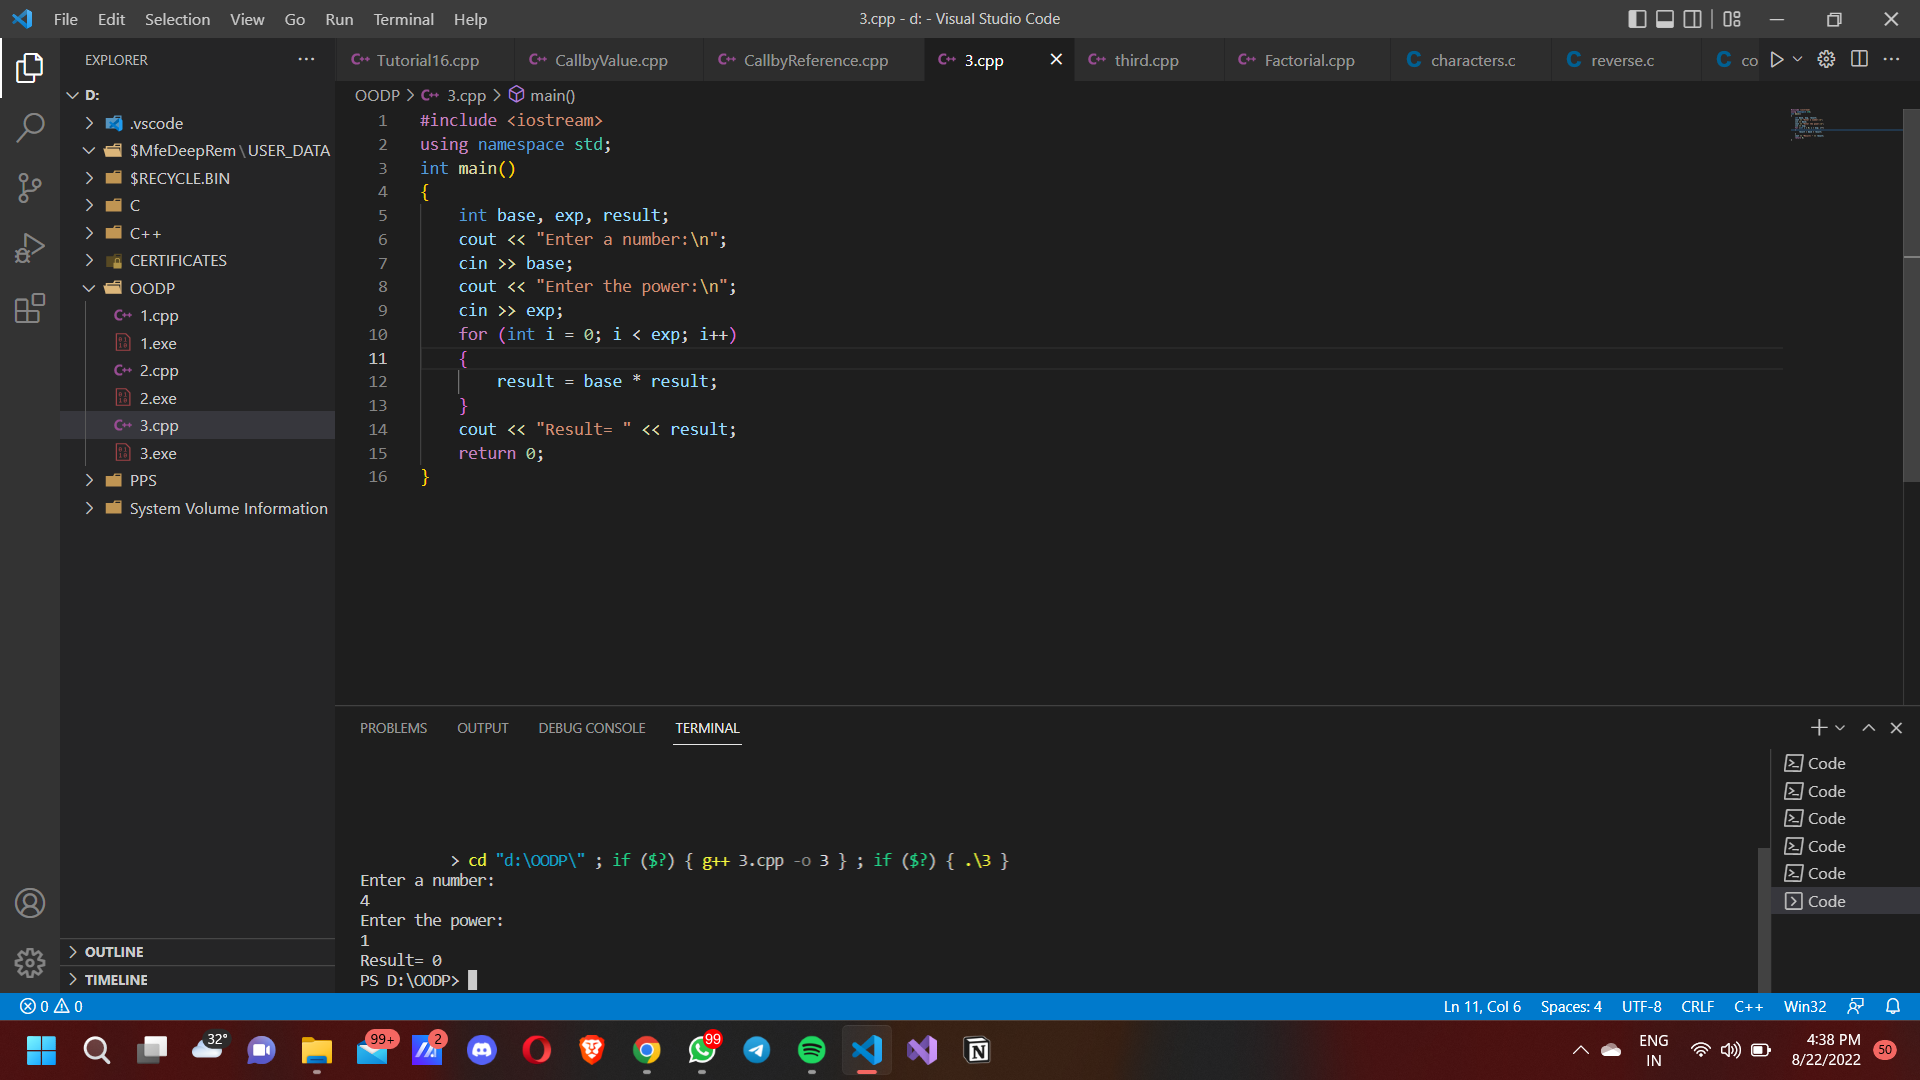 File Edit Selection View Go Run Terminal Help
3.cpp - d: - Visual Studio Code
EXPLORER
Tutorial16.cpp CallbyValue.cpp CallbyReference.cpp 3.cpp third.cpp Factorial.cpp characters.c reverse.c co
OODP > 3.cpp > main()
D:
.vscode
$MfeDeepRem\USER_DATA
$RECYCLE.BIN
C
C++
CERTIFICATES
OODP
1.cpp
1.exe
2.cpp
2.exe
3.cpp
3.exe
PPS
System Volume Information
OUTLINE
TIMELINE
1 #include <iostream>
2 using namespace std;
3 int main()
4 {
5 int base, exp, result;
6 cout << "Enter a number:\n";
7 cin >> base;
8 cout << "Enter the power:\n";
9 cin >> exp;
10 for (int i = 0; i < exp; i++)
11 {
12 result = base * result;
13 }
14 cout << "Result= " << result;
15 return 0;
16 }
PROBLEMS OUTPUT DEBUG CONSOLE TERMINAL
> cd "d:\OODP\" ; if ($?) { g++ 3.cpp -o 3 } ; if ($?) { .\3 }
Enter a number:
4
Enter the power:
1
Result= 0
PS D:\OODP>
Code
Code
Code
Code
Code
Code
0 0
Ln 11, Col 6 Spaces: 4 UTF-8 CRLF C++ Win32
32° 99+ 2 99
ENG
IN
4:38 PM
8/22/2022
50